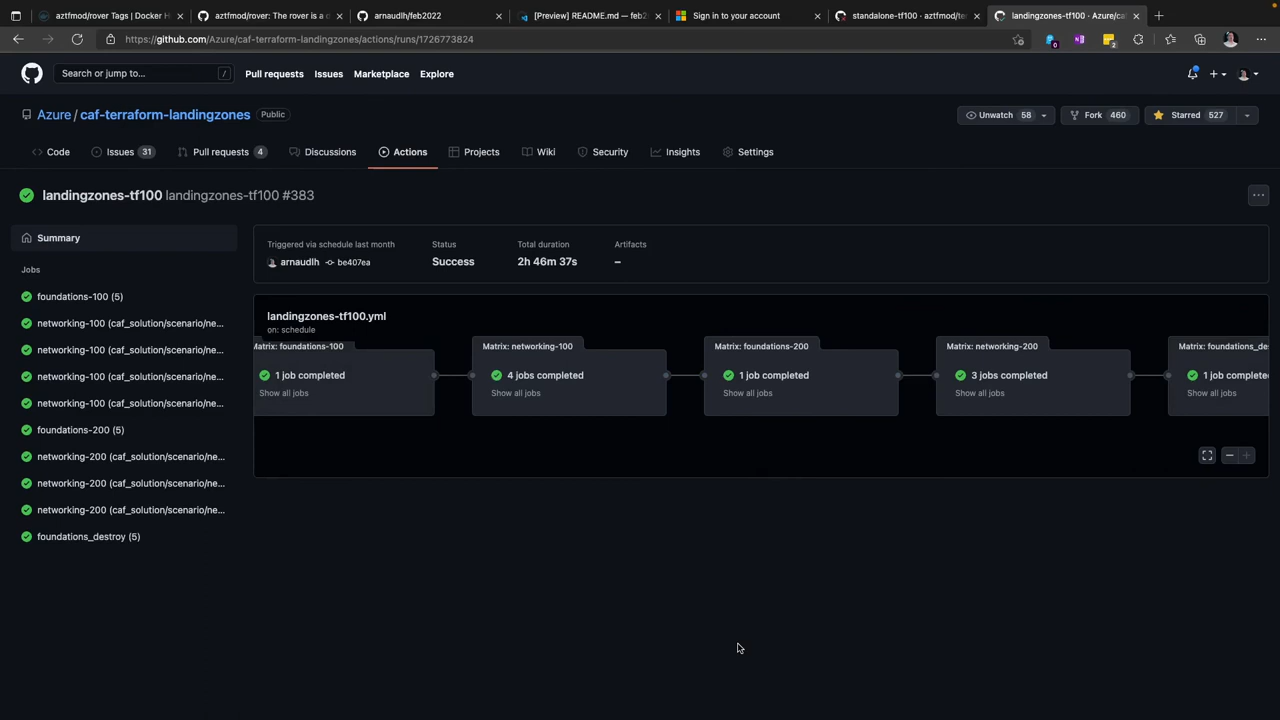 aztfmod/rover Tags | Docker H
aztfmod/rover: The rover is a d
arnaudlh/feb2022
[Preview] README.md — feb2
Sign in to your account
standalone-tf100 · aztfmod/ter
landingzones-tf100 · Azure/caf
https://github.com/Azure/caf-terraform-landingzones/actions/runs/1726773824
0
2
Search or jump to...
/
Pull requests
Issues
Marketplace
Explore
Azure / caf-terraform-landingzones
Public
Unwatch 58
Fork 460
Starred 527
Code
Issues 31
Pull requests 4
Discussions
Actions
Projects
Wiki
Security
Insights
Settings
landingzones-tf100 landingzones-tf100 #383
...
Summary
Jobs
foundations-100 (5)
networking-100 (caf_solution/scenario/ne...
networking-100 (caf_solution/scenario/ne...
networking-100 (caf_solution/scenario/ne...
networking-100 (caf_solution/scenario/ne...
foundations-200 (5)
networking-200 (caf_solution/scenario/ne...
networking-200 (caf_solution/scenario/ne...
networking-200 (caf_solution/scenario/ne...
foundations_destroy (5)
Triggered via schedule last month
Status
Total duration
Artifacts
arnaudlh be407ea
Success
2h 46m 37s
–
landingzones-tf100.yml
on: schedule
Matrix: foundations-100
1 job completed
Show all jobs
Matrix: networking-100
4 jobs completed
Show all jobs
Matrix: foundations-200
1 job completed
Show all jobs
Matrix: networking-200
3 jobs completed
Show all jobs
Matrix: foundations_des
1 job complete
Show all jobs